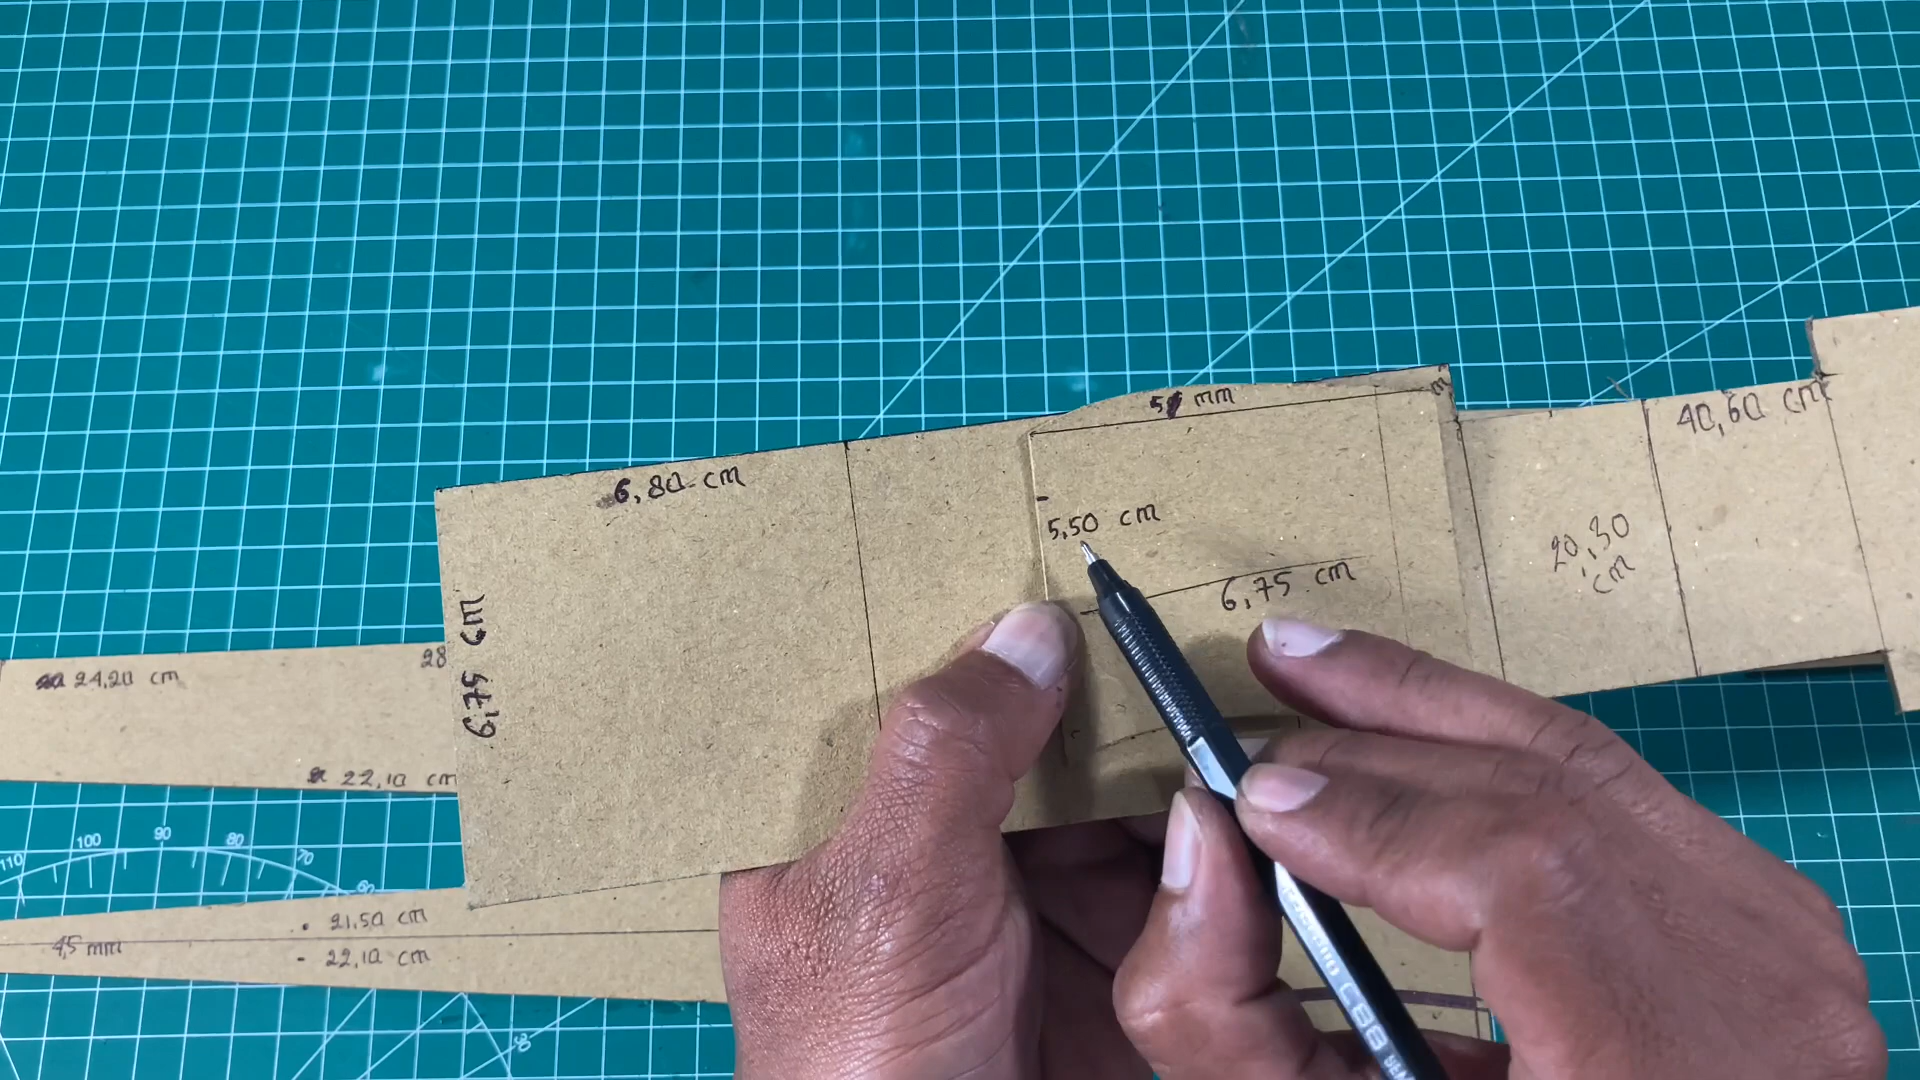 40,60 cm
5 mm
6,80 cm
5,50 cm
20,30
cm
6,75 cm
6,75 cm
28
24,20 cm
22,10 cm
110 100 90 80 70 60
21,50 cm
45 mm
22,10 cm